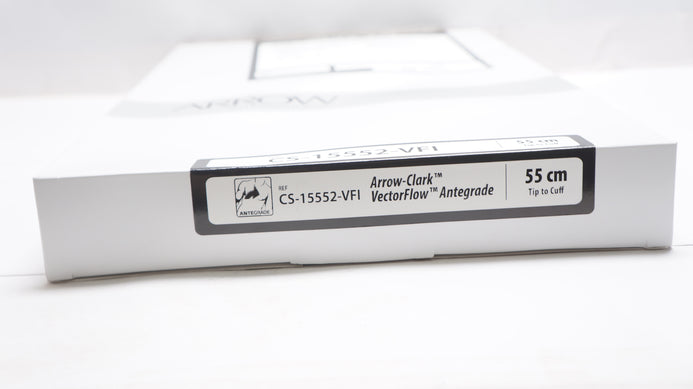 ARROW
CS-15552-VFI
55 cm
ANTEGRADE
REF
CS-15552-VFI
Arrow-Clark™
VectorFlow™ Antegrade
55 cm
Tip to Cuff